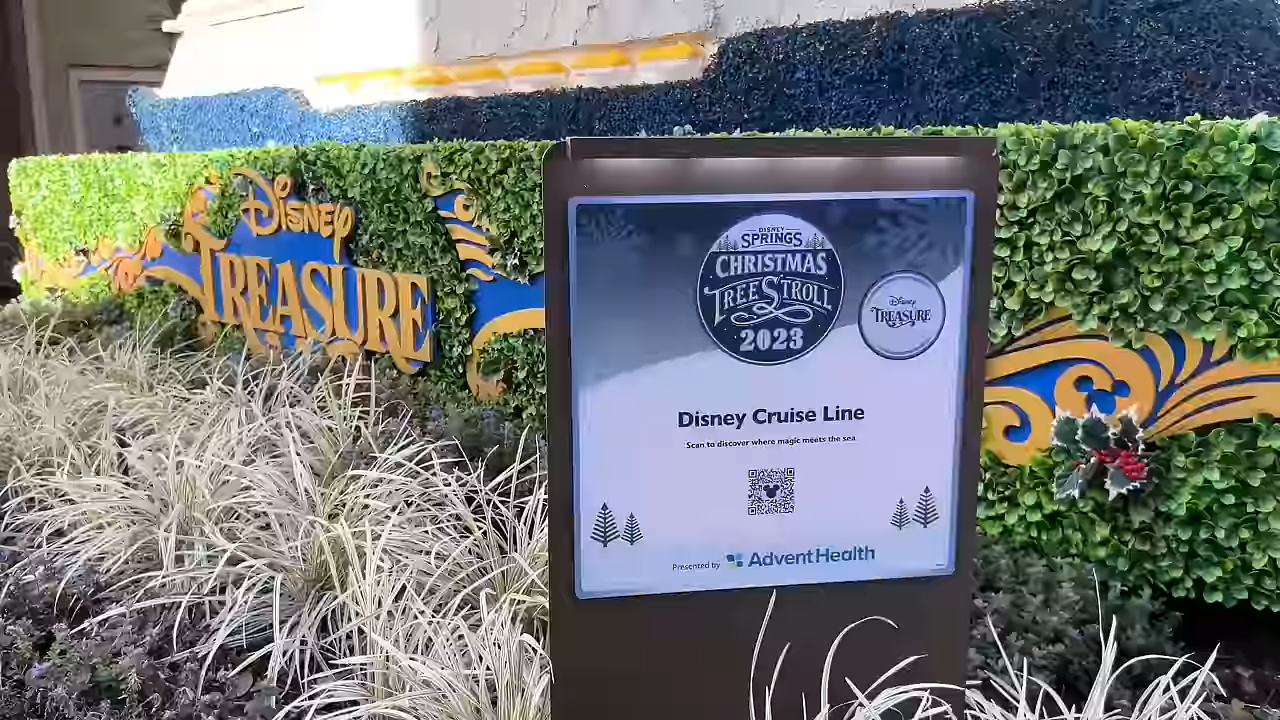 Disney
TREASURE
DISNEY
SPRINGS
CHRISTMAS
TREE STROLL
2023
Disney
TREASURE
Disney Cruise Line
Scan to discover where magic meets the sea
Presented by AdventHealth